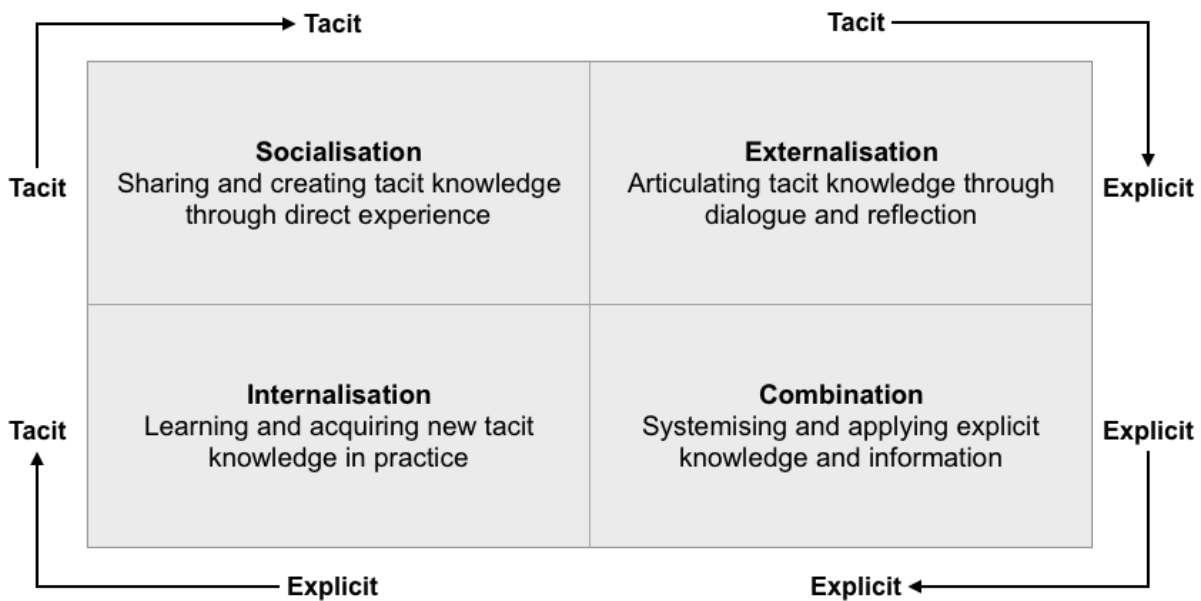 Tacit
Tacit
Socialisation
Sharing and creating tacit knowledge
through direct experience
Tacit
Externalisation
Articulating tacit knowledge through
dialogue and reflection
Tacit
Explicit
Internalisation
Learning and acquiring new tacit
knowledge in practice
Tacit
Explicit
Combination
Systemising and applying explicit
knowledge and information
Explicit
Explicit